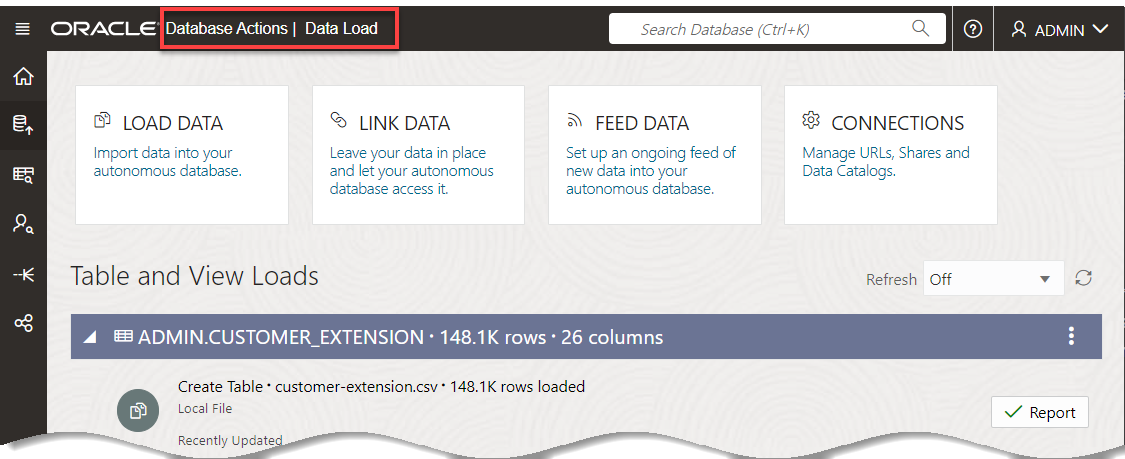 ORACLE Database Actions | Data Load
Search Database (Ctrl+K)
ADMIN
LOAD DATA
Import data into your
autonomous database.
LINK DATA
Leave your data in place
and let your autonomous
database access it.
FEED DATA
Set up an ongoing feed of
new data into your
autonomous database.
CONNECTIONS
Manage URLs, Shares and
Data Catalogs.
Table and View Loads
Refresh Off
ADMIN.CUSTOMER_EXTENSION • 148.1K rows • 26 columns
Create Table • customer-extension.csv • 148.1K rows loaded
Local File
Report
Recently Updated